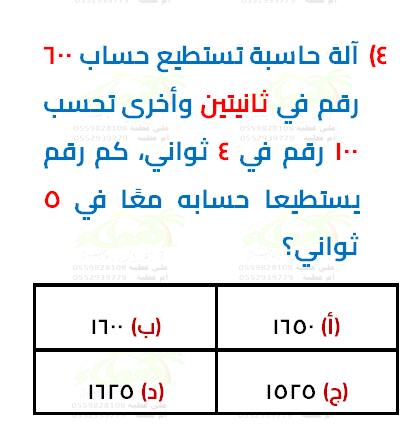 ٤) آلة حاسبة تستطيع حساب ٦٠٠
رقم في ثانيتين وأخرى تحسب
١٠٠ رقم في ٤ ثواني، كم رقم
يستطيعا حسابه معًا في ٥
ثواني؟
(أ) ١٦٥٠ (ب) ١٦٠٠
(ج) ١٥٢٥ (د) ١٦٢٥